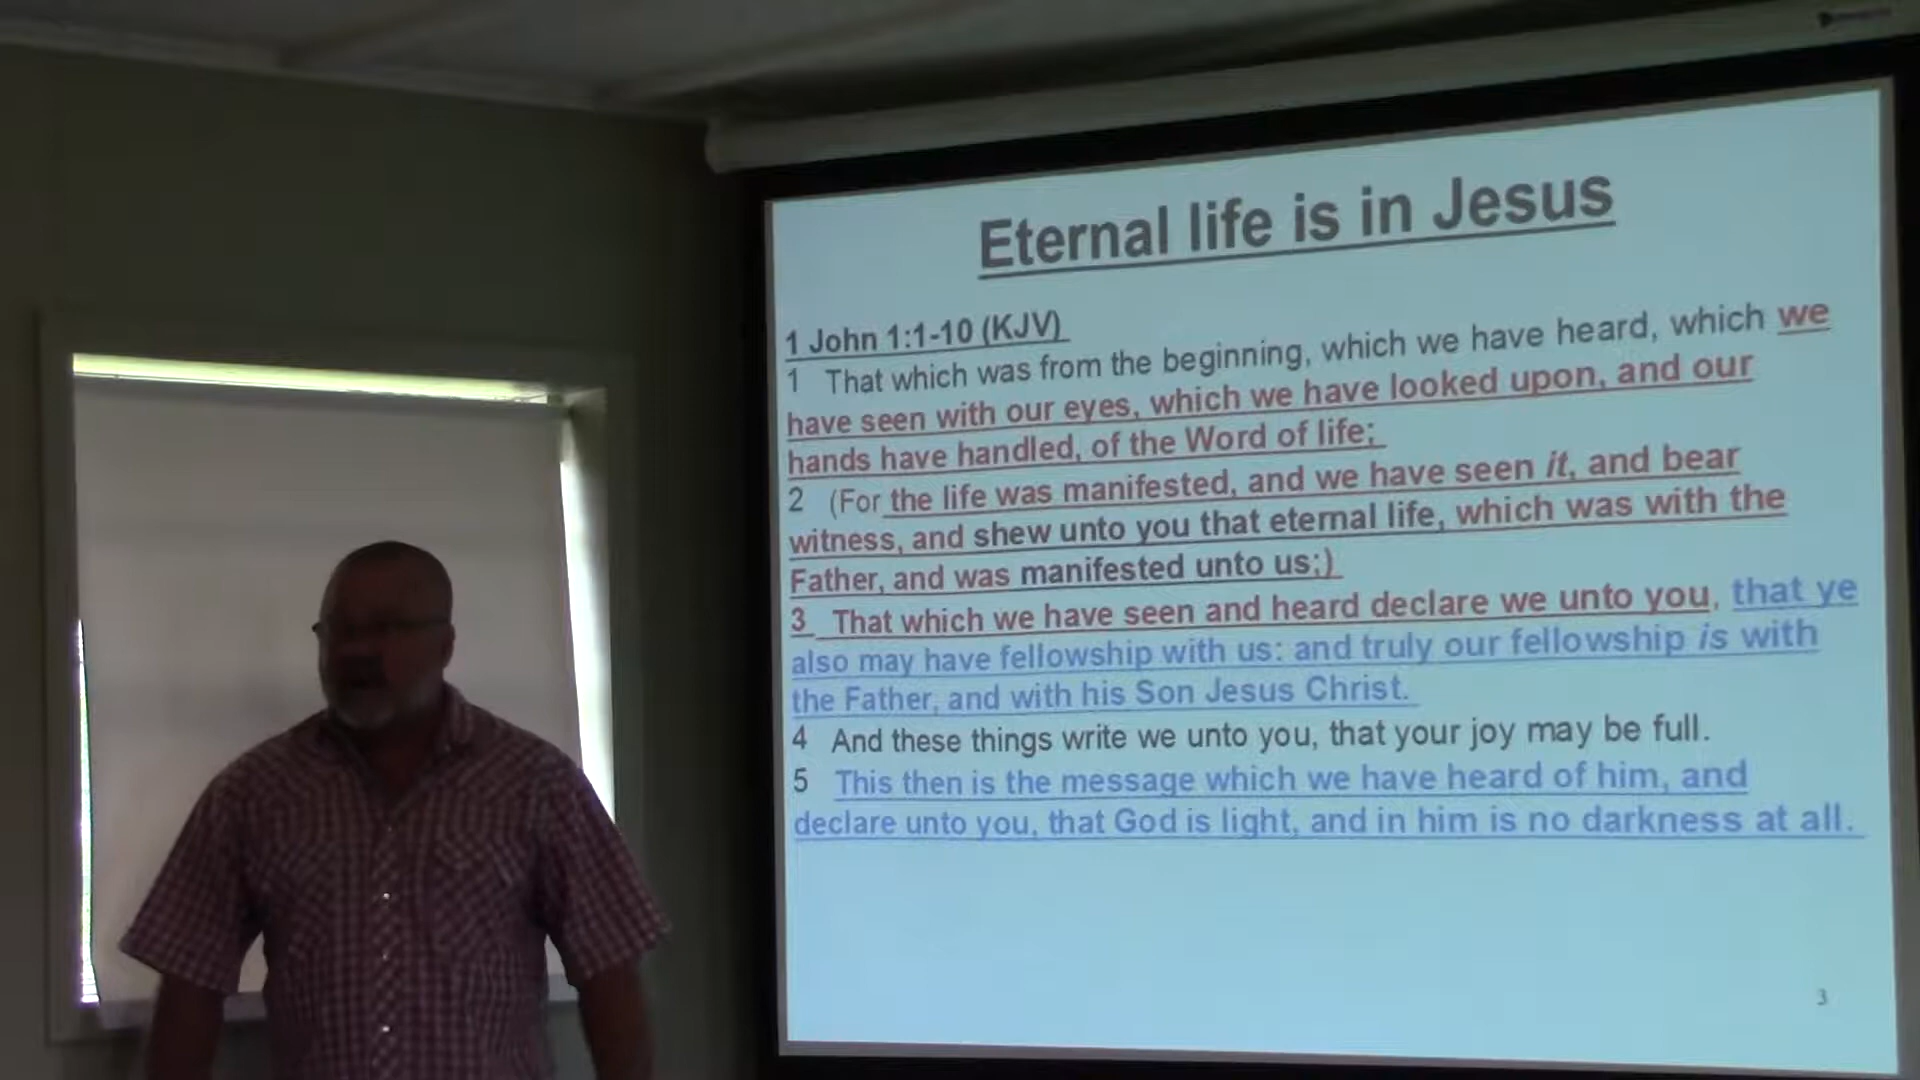 Eternal life is in Jesus
1 John 1:1-10 (KJV)
1 That which was from the beginning, which we have heard, which we
have seen with our eyes, which we have looked upon, and our
hands have handled, of the Word of life;
2 (For the life was manifested, and we have seen it, and bear
witness, and shew unto you that eternal life, which was with the
Father, and was manifested unto us;)
3 That which we have seen and heard declare we unto you, that ye
also may have fellowship with us: and truly our fellowship is with
the Father, and with his Son Jesus Christ.
4 And these things write we unto you, that your joy may be full.
5 This then is the message which we have heard of him, and
declare unto you, that God is light, and in him is no darkness at all.
3